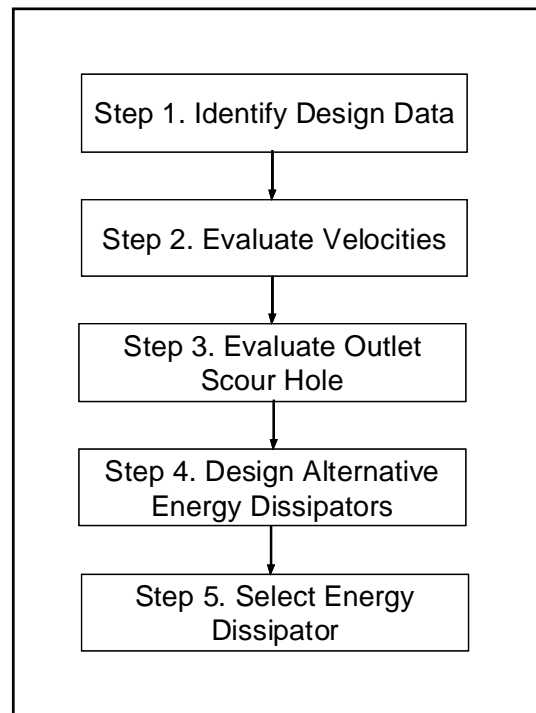 Step 1. Identify Design Data
Step 2. Evaluate Velocities
Step 3. Evaluate Outlet
Scour Hole
Step 4. Design Alternative
Energy Dissipators
Step 5. Select Energy
Dissipator